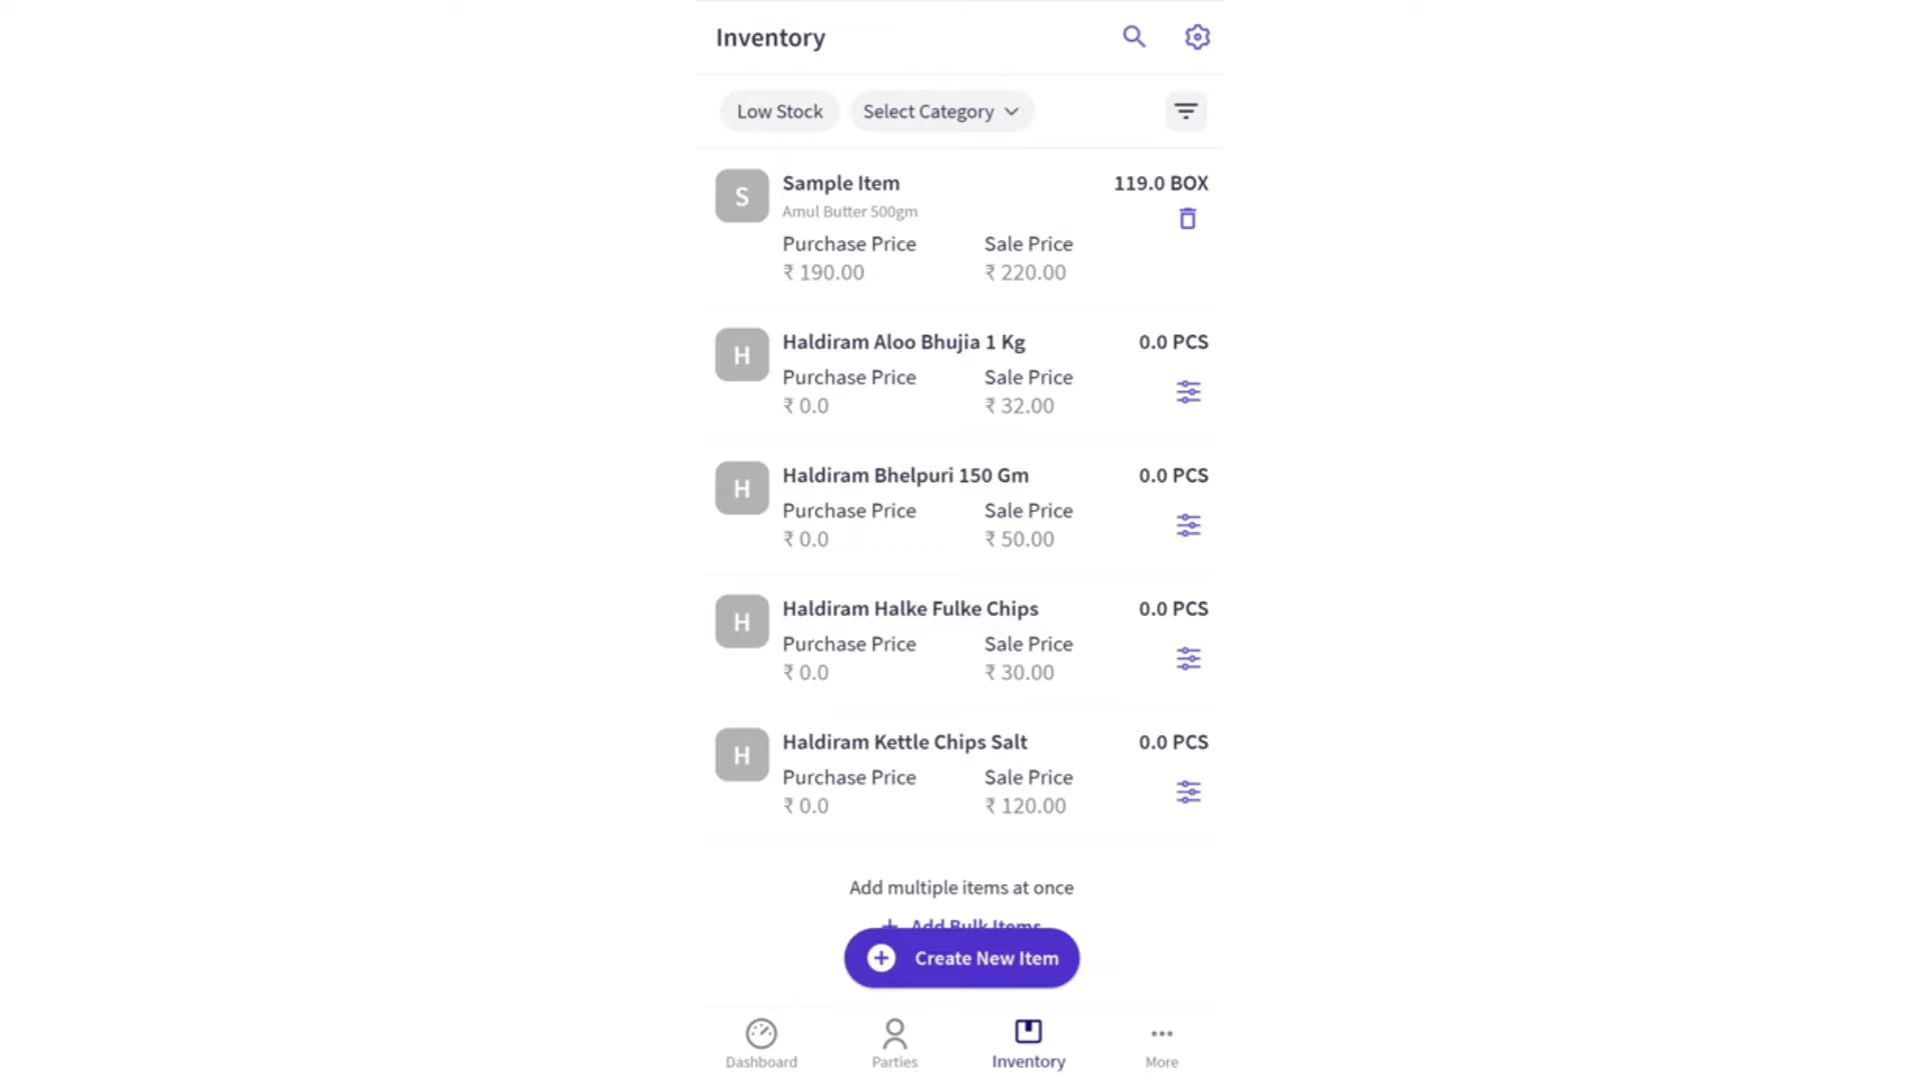 Inventory
Low Stock
Select Category
S
Sample Item
119.0 BOX
Amul Butter 500gm
Purchase Price
Sale Price
₹ 190.00
₹ 220.00
H
Haldiram Aloo Bhujia 1 Kg
0.0 PCS
Purchase Price
Sale Price
₹ 0.0
₹ 32.00
H
Haldiram Bhelpuri 150 Gm
0.0 PCS
Purchase Price
Sale Price
₹ 0.0
₹ 50.00
H
Haldiram Halke Fulke Chips
0.0 PCS
Purchase Price
Sale Price
₹ 0.0
₹ 30.00
H
Haldiram Kettle Chips Salt
0.0 PCS
Purchase Price
Sale Price
₹ 0.0
₹ 120.00
Add multiple items at once
+ Add Bulk Items
Create New Item
Dashboard
Parties
Inventory
More